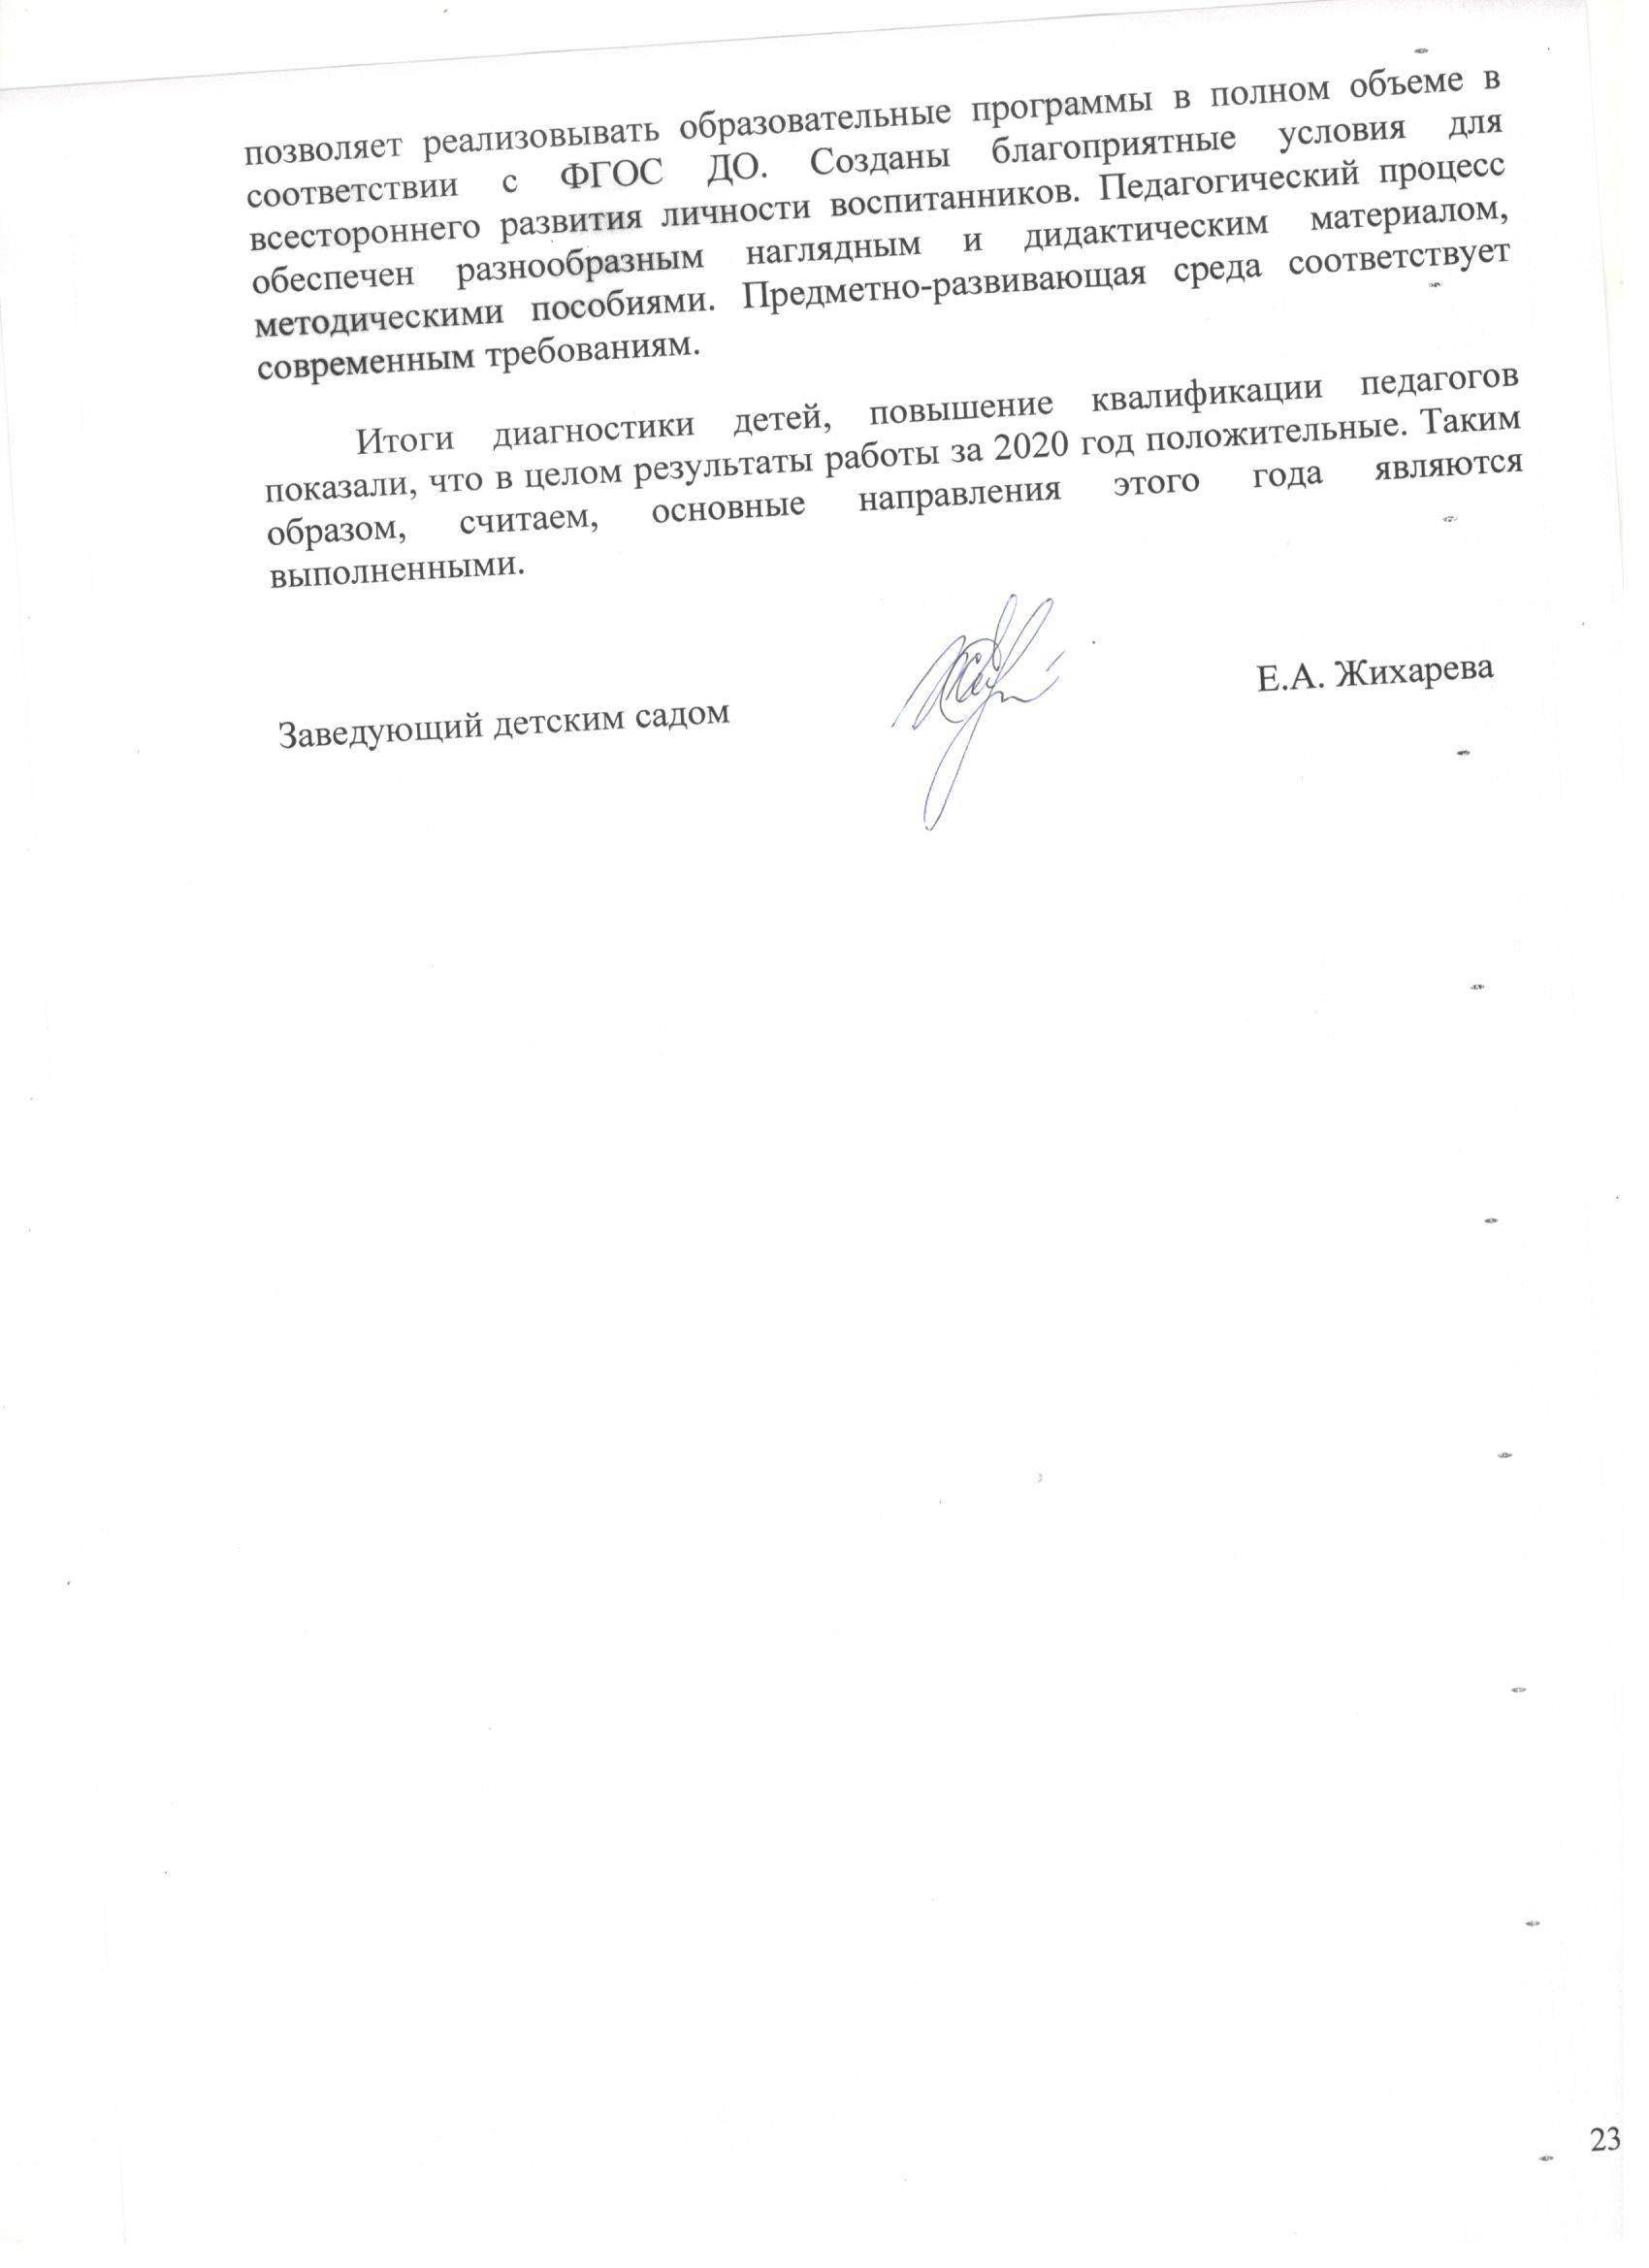 позволяет реализовывать образовательные программы в полном объеме в
соответствии с ФГОС ДО. Созданы благоприятные условия для
всестороннего развития личности воспитанников. Педагогический процесс
обеспечен разнообразным наглядным и дидактическим материалом,
методическими пособиями. Предметно-развивающая среда соответствует
современным требованиям.
Итоги диагностики детей, повышение квалификации педагогов
показали, что в целом результаты работы за 2020 год положительные. Таким
образом, считаем, основные направления этого года являются
выполненными.
Заведующий детским садом Е.А. Жихарева
23